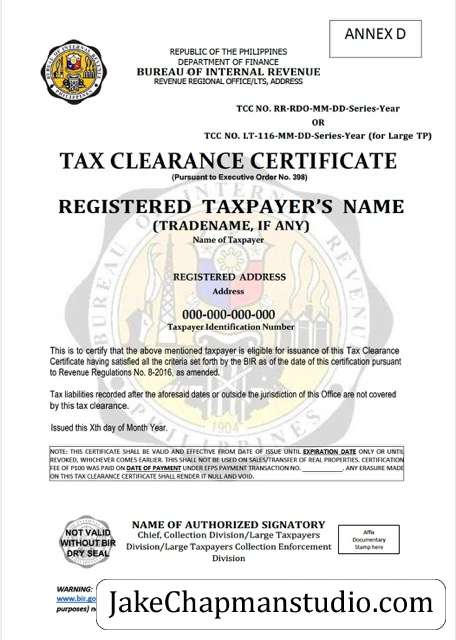 ANNEX D
REPUBLIC OF THE PHILIPPINES
DEPARTMENT OF FINANCE
BUREAU OF INTERNAL REVENUE
REVENUE REGIONAL OFFICE/LTS, ADDRESS
TCC NO. RR-RDO-MM-DD-Series-Year
OR
TCC NO. LT-116-MM-DD-Series-Year (for Large TP)
TAX CLEARANCE CERTIFICATE
(Pursuant to Executive Order No. 398)
REGISTERED TAXPAYER'S NAME
(TRADENAME, IF ANY)
Name of Taxpayer
REGISTERED ADDRESS
Address
000-000-000-000
Taxpayer Identification Number
This is to certify that the above mentioned taxpayer is eligible for issuance of this Tax Clearance
Certificate having satisfied all the criteria set forth by the BIR as of the date of this certification pursuant
to Revenue Regulations No. 8-2016, as amended.
Tax liabilities recorded after the aforesaid dates or outside the jurisdiction of this Office are not covered
by this tax clearance.
Issued this Xth day of Month Year.
NOTE: THIS CERTIFICATE SHALL BE VALID AND EFFECTIVE FROM DATE OF ISSUE UNTIL EXPIRATION DATE ONLY OR UNTIL
REVOKED, WHICHEVER COMES EARLIER. THIS SHALL NOT BE USED ON SALES/TRANSFER OF REAL PROPERTIES. CERTIFICATION
FEE OF P100 WAS PAID ON DATE OF PAYMENT UNDER EFPS PAYMENT TRANSACTION NO. ____________. ANY ERASURE MADE
ON THIS TAX CLEARANCE CERTIFICATE SHALL RENDER IT NULL AND VOID.
NOT VALID
WITHOUT BIR
DRY SEAL
NAME OF AUTHORIZED SIGNATORY
Chief, Collection Division/Large Taxpayers
Division/Large Taxpayers Collection Enforcement
Division
Affix
Documentary
Stamp here
WARNING:
www.bir.go
purposes) n
JakeChapmanstudio.com
BUREAU OF INTERNAL REVENUE
PHILIPPINES
1904